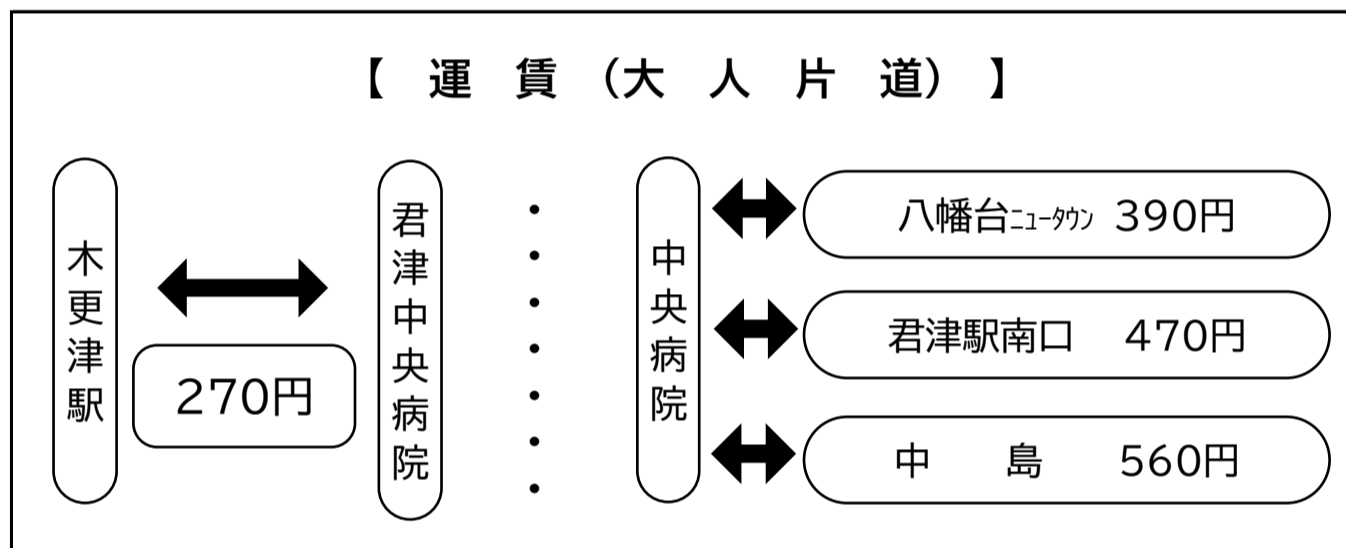 【 運 賃 (大 人 片 道) 】
木更津駅
270円
君津中央病院
中央病院
八幡台ニュータウン 390円
君津駅南口 470円
中 島 560円